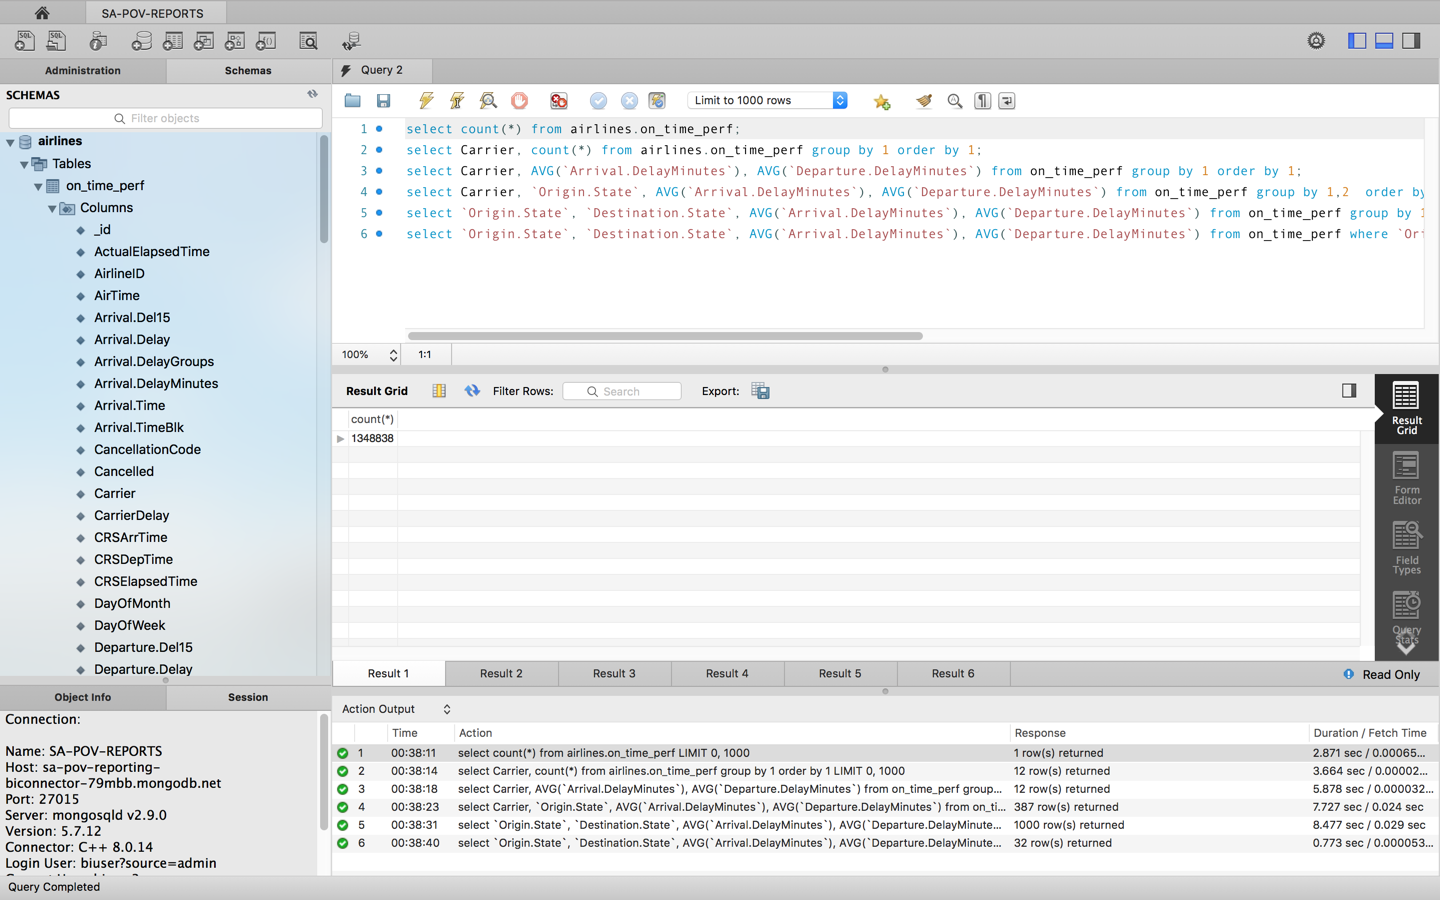 SA-POV-REPORTS
Administration
Schemas
Query 2
SCHEMAS
Filter objects
airlines
Tables
on_time_perf
Columns
_id
ActualElapsedTime
AirlineID
AirTime
Arrival.Del15
Arrival.Delay
Arrival.DelayGroups
Arrival.DelayMinutes
Arrival.Time
Arrival.TimeBlk
CancellationCode
Cancelled
Carrier
CarrierDelay
CRSArrTime
CRSDepTime
CRSElapsedTime
DayOfMonth
DayOfWeek
Departure.Del15
Departure.Delay
Object Info
Session
Connection:
Name: SA-POV-REPORTS
Host: sa-pov-reporting-
biconnector-79mbb.mongodb.net
Port: 27015
Server: mongosqld v2.9.0
Version: 5.7.12
Connector: C++ 8.0.14
Login User: biuser?source=admin
Query Completed
Limit to 1000 rows
1 select count(*) from airlines.on_time_perf;
2 select Carrier, count(*) from airlines.on_time_perf group by 1 order by 1;
3 select Carrier, AVG(`Arrival.DelayMinutes`), AVG(`Departure.DelayMinutes`) from on_time_perf group by 1 order by 1;
4 select Carrier, `Origin.State`, AVG(`Arrival.DelayMinutes`), AVG(`Departure.DelayMinutes`) from on_time_perf group by 1,2  order by
5 select `Origin.State`, `Destination.State`, AVG(`Arrival.DelayMinutes`), AVG(`Departure.DelayMinutes`) from on_time_perf group by 1
6 select `Origin.State`, `Destination.State`, AVG(`Arrival.DelayMinutes`), AVG(`Departure.DelayMinutes`) from on_time_perf where `Ori
100% 1:1
Result Grid Filter Rows: Search Export:
count(*)
1348838
Result Grid
Form Editor
Field Types
Query Stats
Result 1 Result 2 Result 3 Result 4 Result 5 Result 6 Read Only
Action Output
Time Action Response Duration / Fetch Time
1 00:38:11 select count(*) from airlines.on_time_perf LIMIT 0, 1000 1 row(s) returned 2.871 sec / 0.00065...
2 00:38:14 select Carrier, count(*) from airlines.on_time_perf group by 1 order by 1 LIMIT 0, 1000 12 row(s) returned 3.664 sec / 0.00002...
3 00:38:18 select Carrier, AVG(`Arrival.DelayMinutes`), AVG(`Departure.DelayMinutes`) from on_time_perf group... 12 row(s) returned 5.878 sec / 0.000032...
4 00:38:23 select Carrier, `Origin.State`, AVG(`Arrival.DelayMinutes`), AVG(`Departure.DelayMinutes`) from on_ti... 387 row(s) returned 7.727 sec / 0.024 sec
5 00:38:31 select `Origin.State`, `Destination.State`, AVG(`Arrival.DelayMinutes`), AVG(`Departure.DelayMinute... 1000 row(s) returned 8.477 sec / 0.029 sec
6 00:38:40 select `Origin.State`, `Destination.State`, AVG(`Arrival.DelayMinutes`), AVG(`Departure.DelayMinute... 32 row(s) returned 0.773 sec / 0.000053...